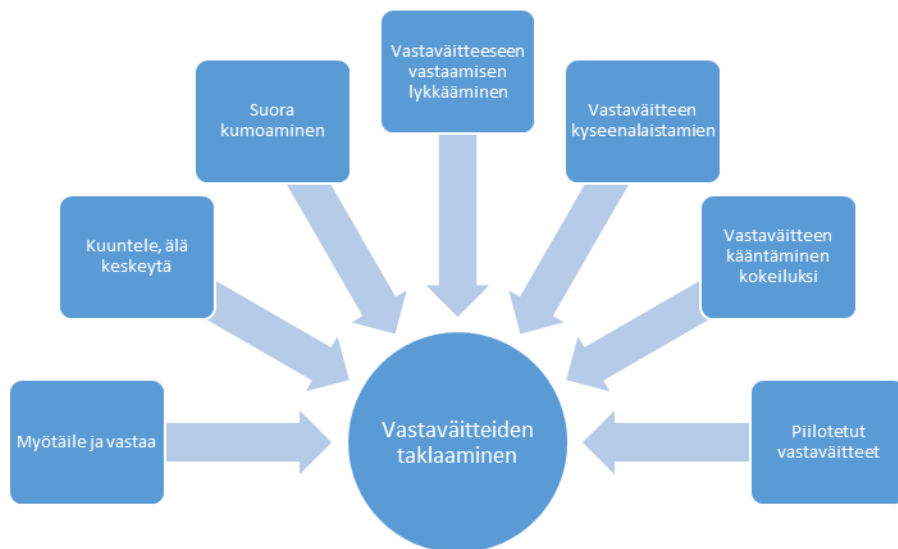 Vastaväitteeseen
vastaamisen
lykkääminen
Suora
kumoaminen
Vastaväitteen
kyseenalaistamien
Kuuntele, älä
keskeytä
Vastaväitteen
kääntäminen
kokeiluksi
Myötäile ja vastaa
Vastaväitteiden
taklaaminen
Piilotetut
vastaväitteet